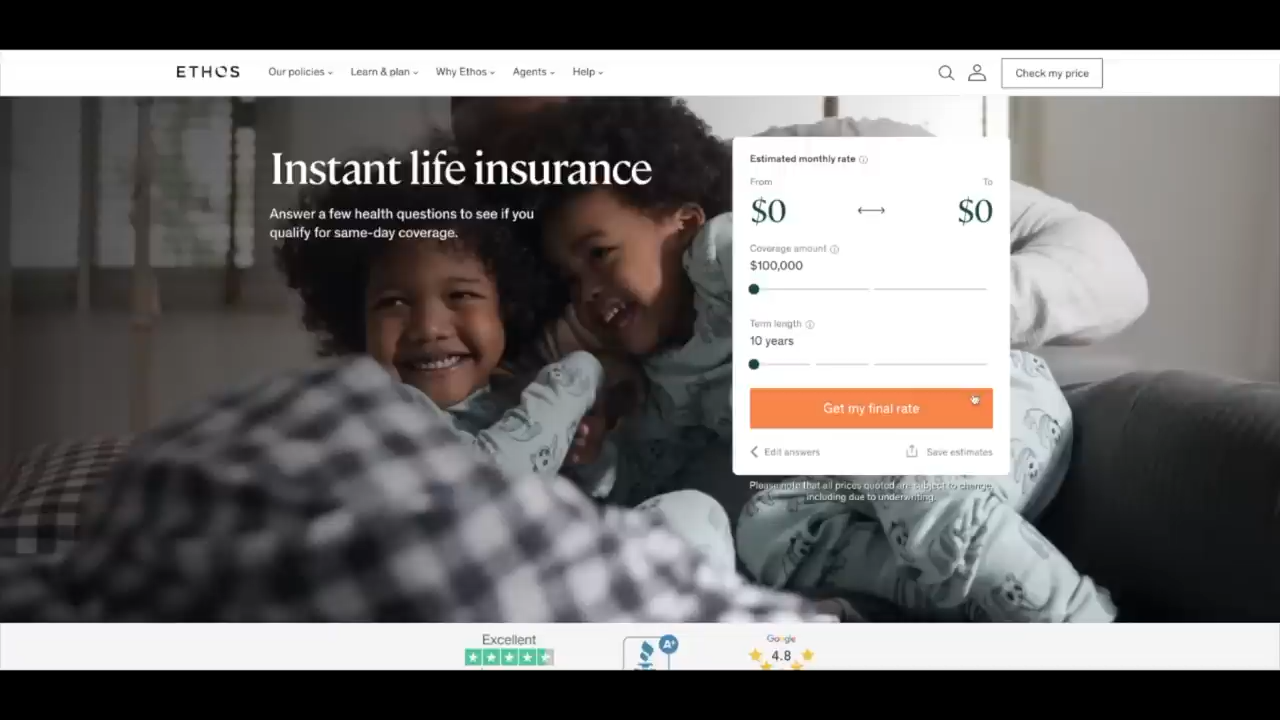 ETHOS
Our policies
Learn & plan
Why Ethos
Agents
Help
Check my price
Instant life insurance
Answer a few health questions to see if you
qualify for same-day coverage.
Estimated monthly rate
From
To
$0
$0
Coverage amount
$100,000
Term length
10 years
Get my final rate
Edit answers
Save estimates
Please note that all prices quoted are subject to change,
including due to underwriting.
Excellent
A+
Google
4.8